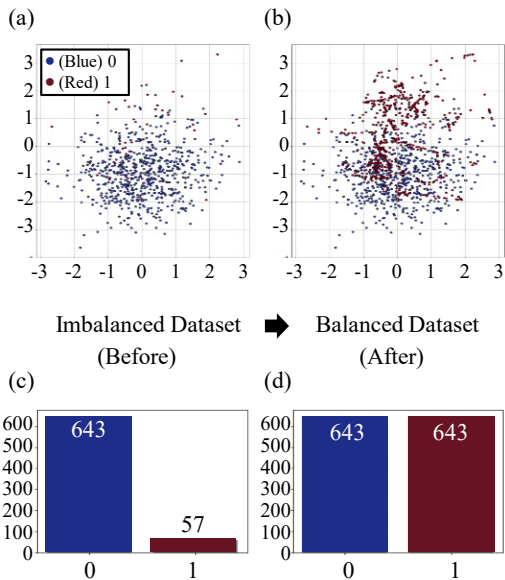 (a) (b)
(Blue) 0
(Red) 1
3 3
2 2
1 1
0 0
-1 -1
-2 -2
-3 -3
-3 -2 -1 0 1 2 3 -3 -2 -1 0 1 2 3
Imbalanced Dataset Balanced Dataset
(Before) (After)
(c) (d)
600 643 600 643 643
500 500
400 400
300 300
200 200
100 57 100
0 0
0 1 0 1